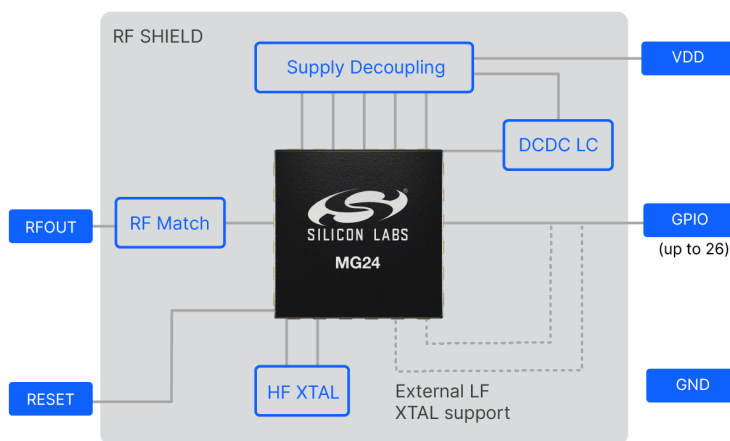 RF SHIELD
Supply Decoupling
VDD
DCDC LC
RFOUT
RF Match
SILICON LABS
MG24
GPIO
(up to 26)
RESET
HF XTAL
External LF
XTAL support
GND